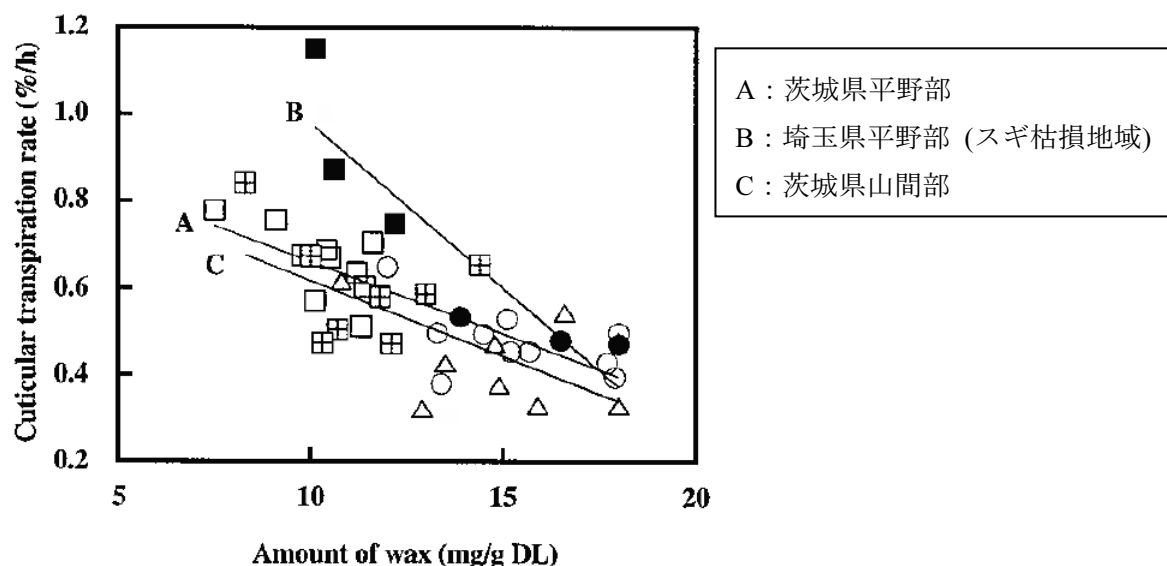 Cuticular transpiration rate (%/h)
1.2
1.0
0.8
0.6
0.4
0.2
B
A
C
5
10
15
20
Amount of wax (mg/g DL)
A：茨城県平野部
B：埼玉県平野部 (スギ枯損地域)
C：茨城県山間部